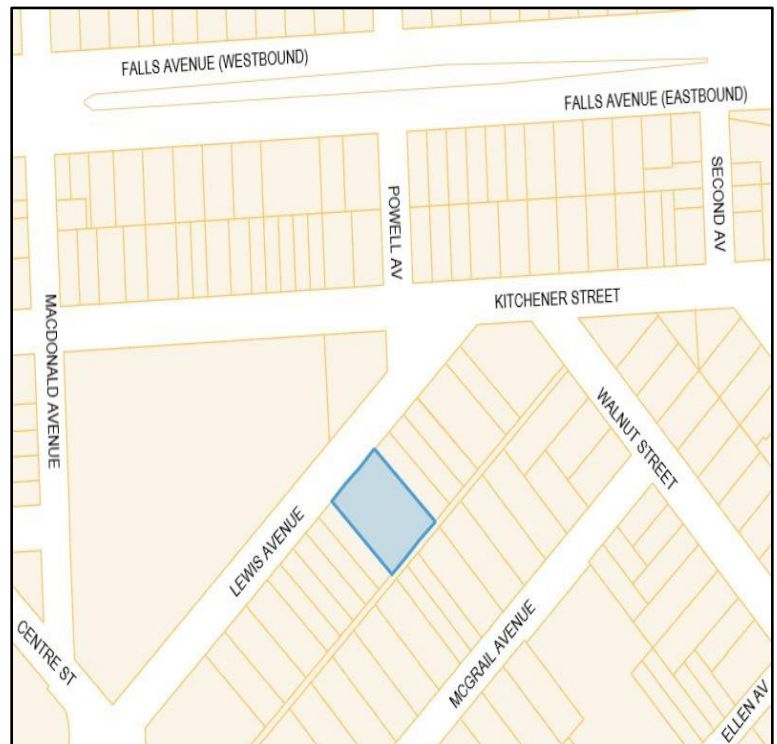 FALLS AVENUE (WESTBOUND)
FALLS AVENUE (EASTBOUND)
POWELL AV
SECOND AV
KITCHENER STREET
MACDONALD AVENUE
WALNUT STREET
LEWIS AVENUE
MCGRAIL AVENUE
CENTRE ST
ELLEN AV